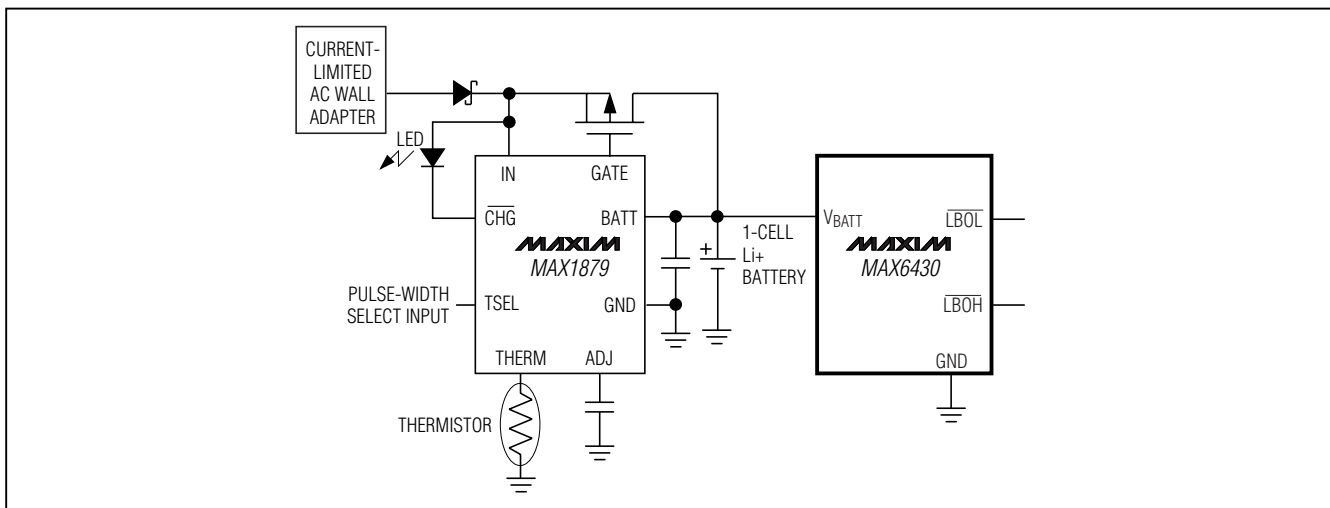 CURRENT-
LIMITED
AC WALL
ADAPTER
LED
IN
GATE
CHG
BATT
MAXIM
MAX1879
PULSE-WIDTH
SELECT INPUT
TSEL
GND
THERM
ADJ
THERMISTOR
+
1-CELL
Li+
BATTERY
VBATT
LBOL
MAXIM
MAX6430
LBOH
GND